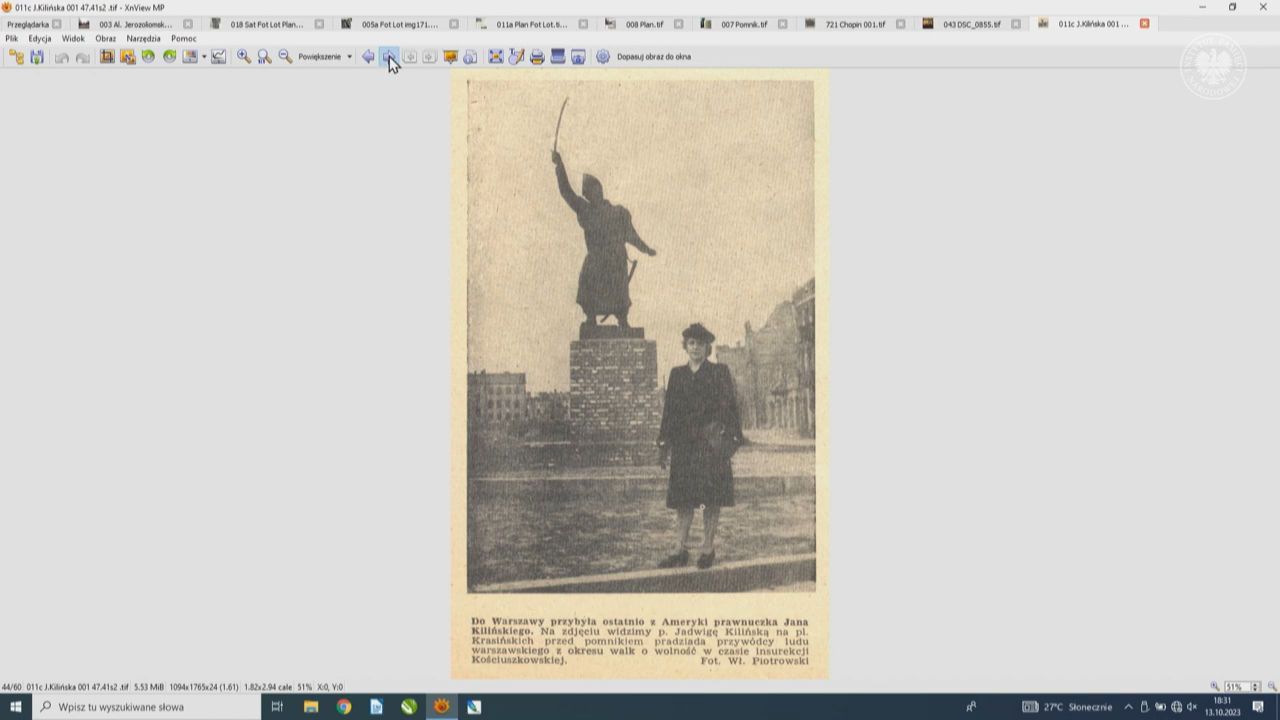 011c J.Kilińska 001 47.41s2 .tif - XnView MP
Przeglądarka 003 Al. Jerozolomsk... 018 Sat Fot Lot Plan... 005a Fot Lot img171.... 011a Plan Fot Lot.ti... 008 Plan.tif 007 Pomnik.tif 721 Chopin 001.tif 043 DSC_0855.tif 011c J.Kilińska 001 ...
Plik Edycja Widok Obraz Narzędzia Pomoc
Powiększenie Dopasuj obraz do okna
Do Warszawy przybyła ostatnio z Ameryki prawnuczka Jana
Kilińskiego. Na zdjęciu widzimy p. Jadwigę Kilińską na pl.
Krasińskich przed pomnikiem pradziada przywódcy ludu
warszawskiego z okresu walk o wolność w czasie insurekcji
Kościuszkowskiej. Fot. Wł. Piotrowski
44/60 011c J.Kilińska 001 47.41s2 .tif 5.53 MiB 1094x1765x24 (1.61) 1.82x2.94 cale 51% X:0, Y:0 51%
Wpisz tu wyszukiwane słowa 27°C Słonecznie 18:31
13.10.2023